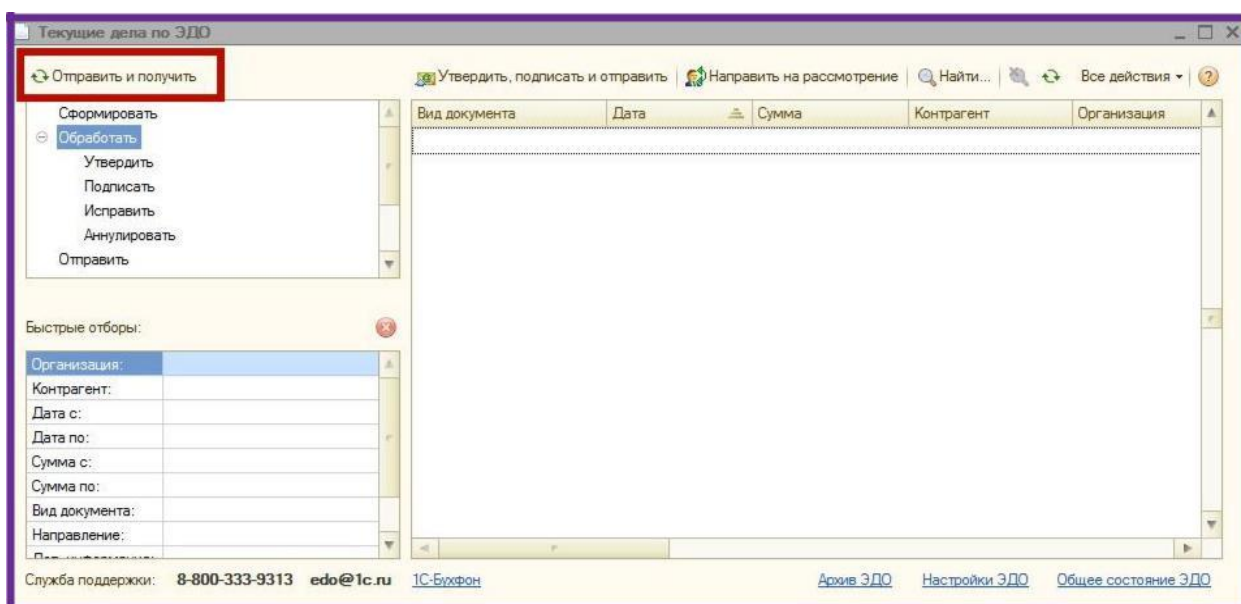 Текущие дела по ЭДО
Отправить и получить
Утвердить, подписать и отправить Направить на рассмотрение Найти... Все действия
Сформировать
Обработать
Утвердить
Подписать
Исправить
Аннулировать
Отправить
Вид документа Дата Сумма Контрагент Организация
Быстрые отборы:
Организация:
Контрагент:
Дата с:
Дата по:
Сумма с:
Сумма по:
Вид документа:
Направление:
Служба поддержки: 8-800-333-9313 edo@1c.ru 1С-Бухфон Архив ЭДО Настройки ЭДО Общее состояние ЭДО